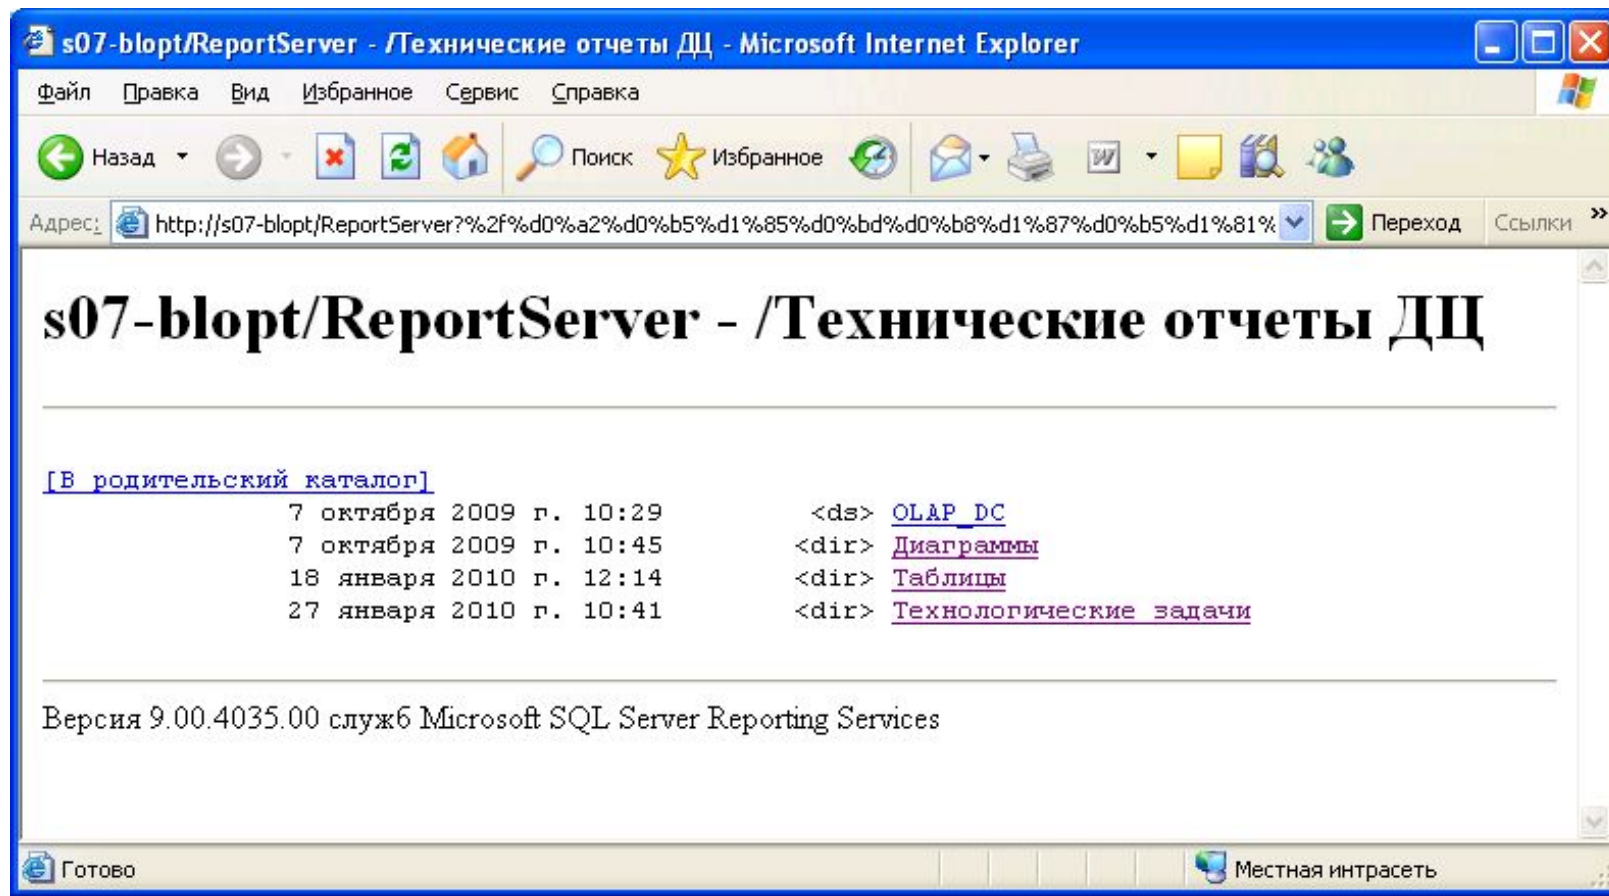 s07-blopt/ReportServer - /Технические отчеты ДЦ - Microsoft Internet Explorer
Файл Правка Вид Избранное Сервис Справка
Назад Поиск Избранное
Адрес: http://s07-blopt/ReportServer?%2f%d0%a2%d0%b5%d1%85%d0%bd%d0%b8%d1%87%d0%b5%d1%81% Переход Ссылки »
s07-blopt/ReportServer - /Технические отчеты ДЦ
[В родительский каталог]
7 октября 2009 г. 10:29 <ds> OLAP_DC
7 октября 2009 г. 10:45 <dir> Диаграммы
18 января 2010 г. 12:14 <dir> Таблицы
27 января 2010 г. 10:41 <dir> Технологические задачи
Версия 9.00.4035.00 служб Microsoft SQL Server Reporting Services
Готово Местная интрасеть